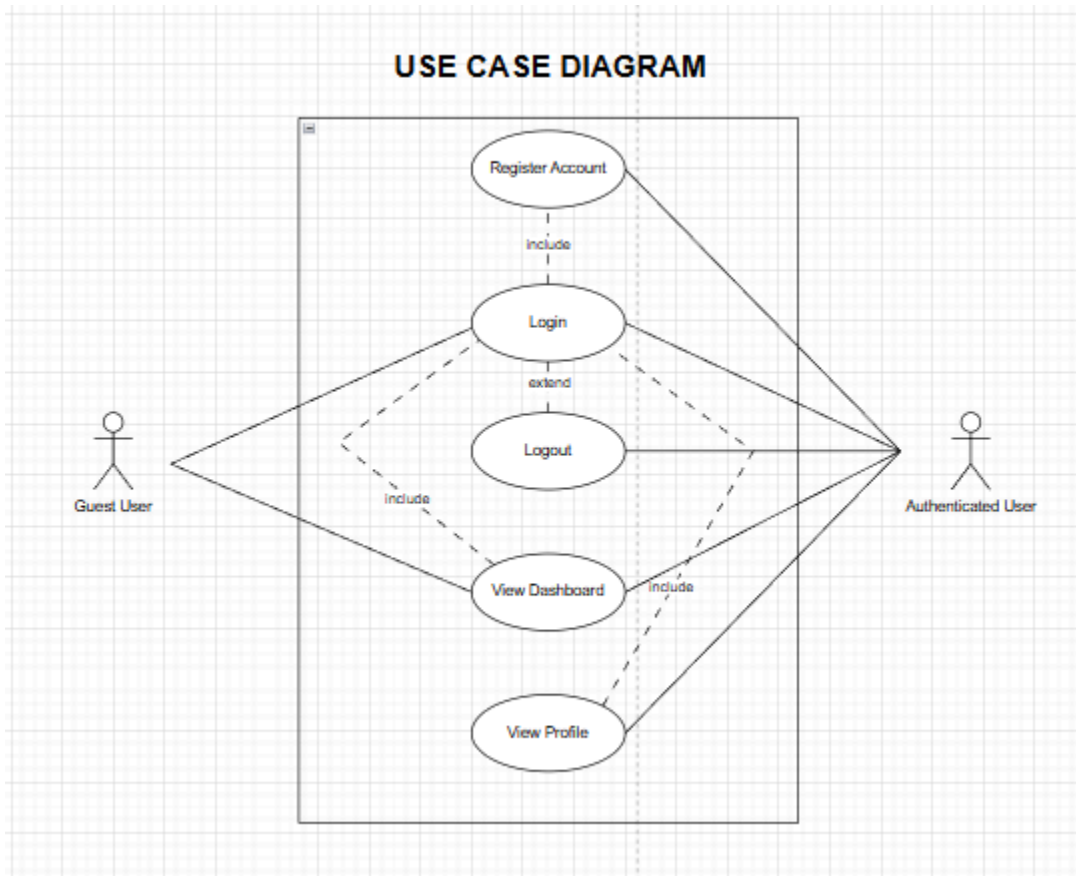 USE CASE DIAGRAM
Register Account
include
Login
extend
Logout
include
Guest User
Authenticated User
View Dashboard
include
View Profile